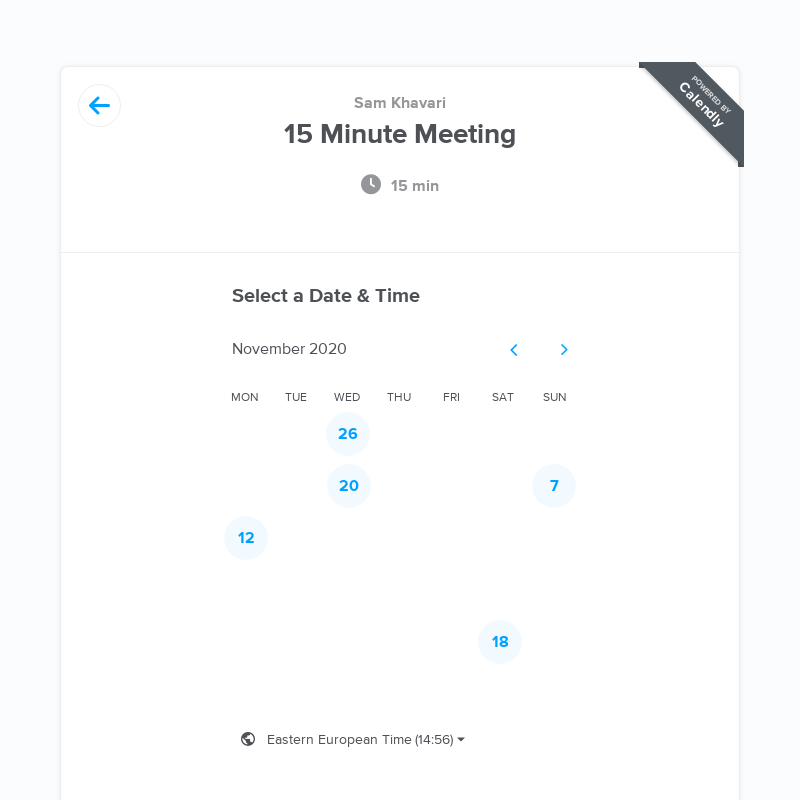 POWERED BY
Calendly
Sam Khavari
15 Minute Meeting
15 min
Select a Date & Time
November 2020
MON TUE WED THU FRI SAT SUN
26
20 7
12
18
Eastern European Time (14:56)